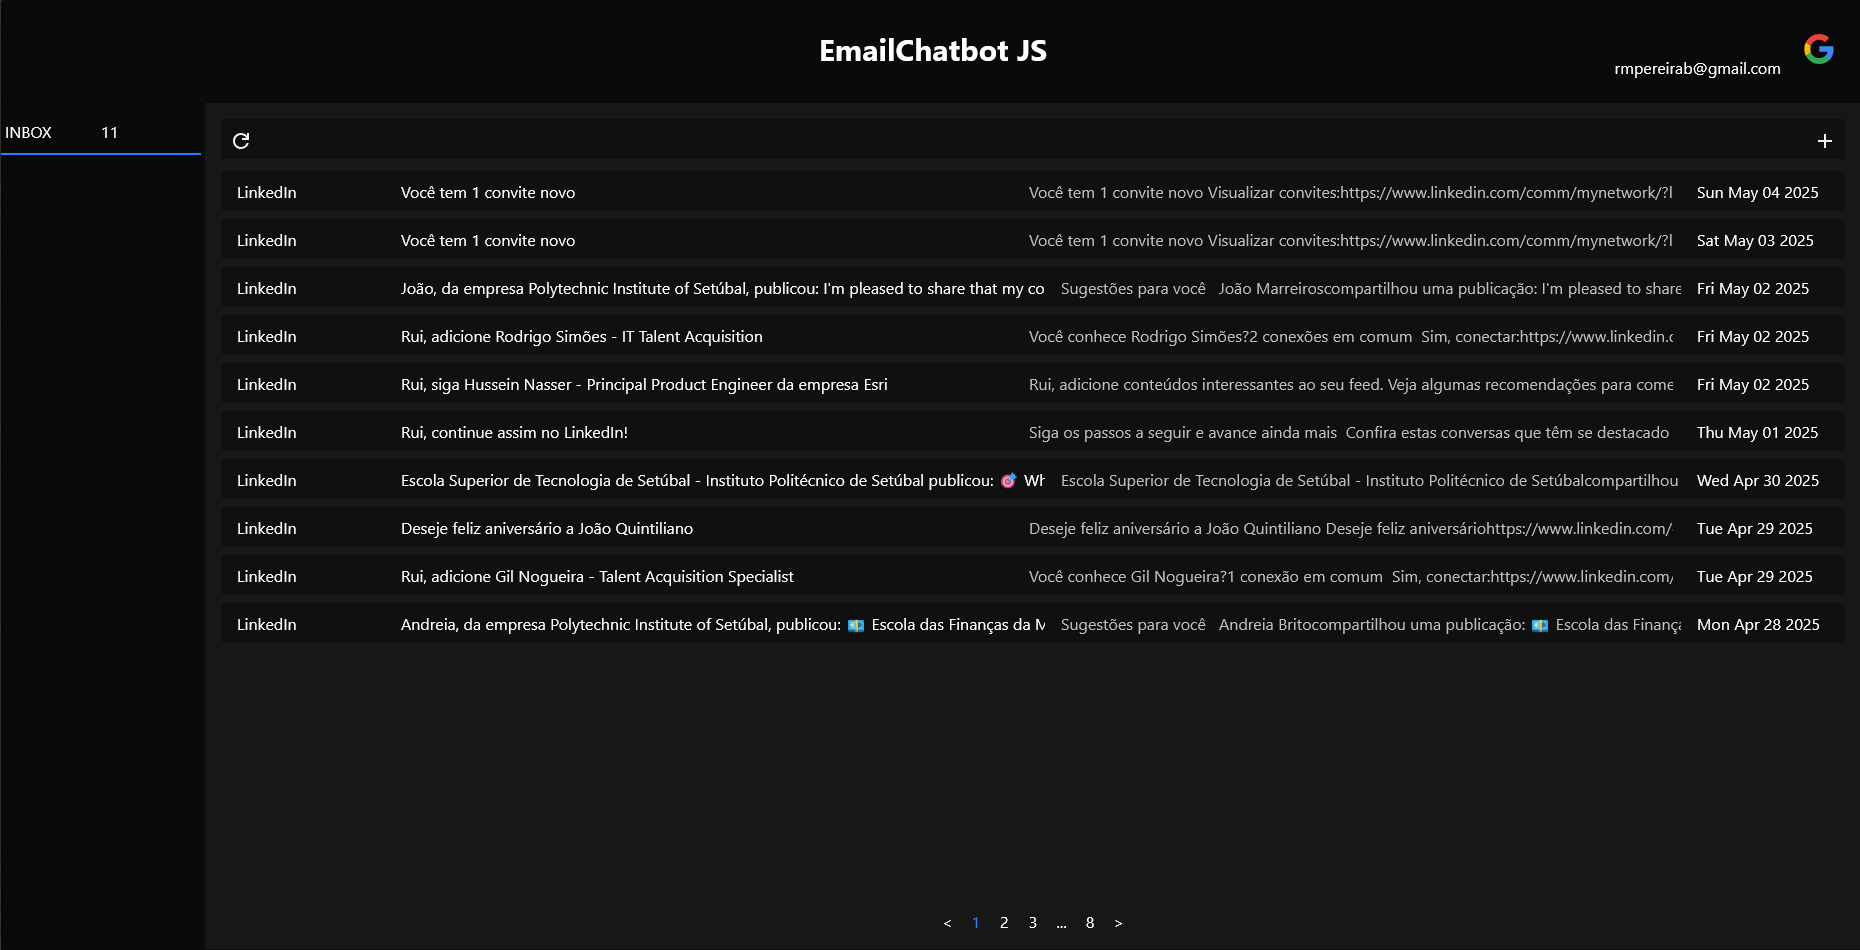 EmailChatbot JS
rmpereirab@gmail.com
INBOX 11
LinkedIn Você tem 1 convite novo Você tem 1 convite novo Visualizar convites:https://www.linkedin.com/comm/mynetwork/?l Sun May 04 2025
LinkedIn Você tem 1 convite novo Você tem 1 convite novo Visualizar convites:https://www.linkedin.com/comm/mynetwork/?l Sat May 03 2025
LinkedIn João, da empresa Polytechnic Institute of Setúbal, publicou: I'm pleased to share that my co Sugestões para você João Marreiroscompartilhou uma publicação: I'm pleased to share Fri May 02 2025
LinkedIn Rui, adicione Rodrigo Simões - IT Talent Acquisition Você conhece Rodrigo Simões?2 conexões em comum Sim, conectar:https://www.linkedin.c Fri May 02 2025
LinkedIn Rui, siga Hussein Nasser - Principal Product Engineer da empresa Esri Rui, adicione conteúdos interessantes ao seu feed. Veja algumas recomendações para come Fri May 02 2025
LinkedIn Rui, continue assim no LinkedIn! Siga os passos a seguir e avance ainda mais Confira estas conversas que têm se destacado Thu May 01 2025
LinkedIn Escola Superior de Tecnologia de Setúbal - Instituto Politécnico de Setúbal publicou: 🎯 Wh Escola Superior de Tecnologia de Setúbal - Instituto Politécnico de Setúbalcompartilhou Wed Apr 30 2025
LinkedIn Deseje feliz aniversário a João Quintiliano Deseje feliz aniversário a João Quintiliano Deseje feliz aniversáriohttps://www.linkedin.com/ Tue Apr 29 2025
LinkedIn Rui, adicione Gil Nogueira - Talent Acquisition Specialist Você conhece Gil Nogueira?1 conexão em comum Sim, conectar:https://www.linkedin.com/ Tue Apr 29 2025
LinkedIn Andreia, da empresa Polytechnic Institute of Setúbal, publicou: 💶 Escola das Finanças da M Sugestões para você Andreia Britocompartilhou uma publicação: 💶 Escola das Finança Mon Apr 28 2025
< 1 2 3 ... 8 >